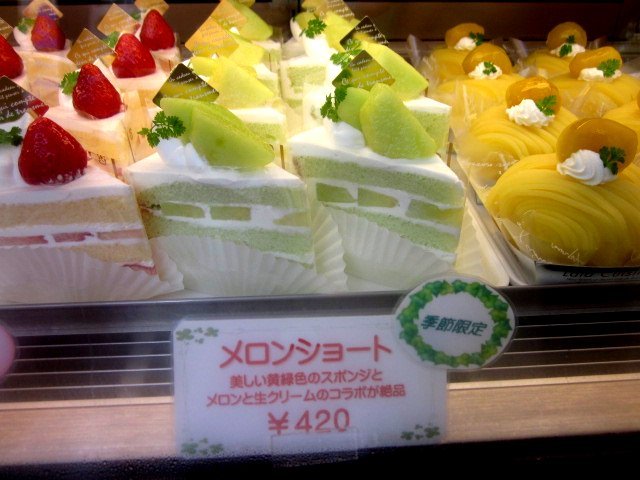 季節限定
メロンショート
美しい黄緑色のスポンジと
メロンと生クリームのコラボが絶品
￥420